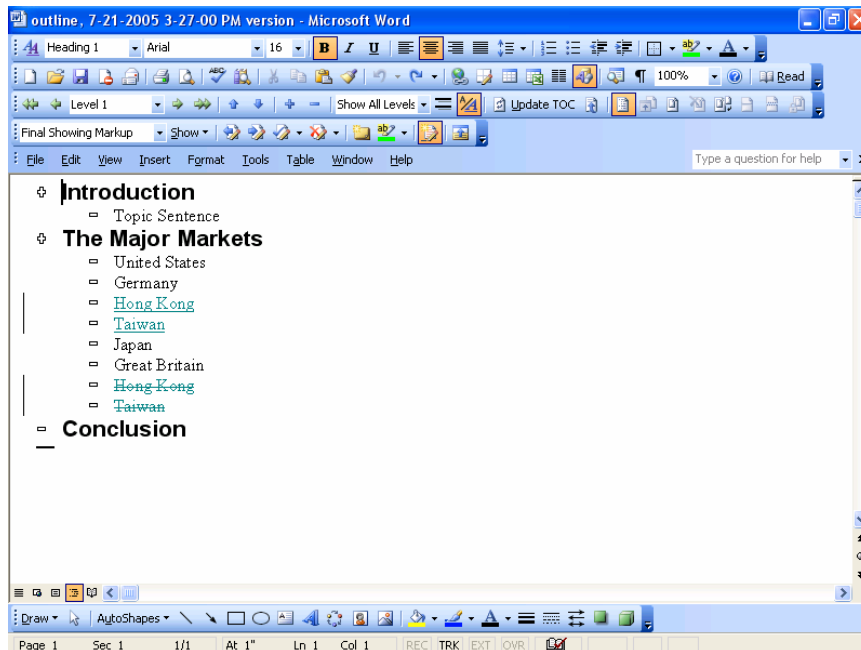 outline, 7-21-2005 3-27-00 PM version - Microsoft Word
Heading 1 Arial 16 B I U A
100% Read
Level 1 Show All Levels Update TOC
Final Showing Markup Show
File Edit View Insert Format Tools Table Window Help Type a question for help
Introduction
Topic Sentence
The Major Markets
United States
Germany
Hong Kong
Taiwan
Japan
Great Britain
Hong Kong
Taiwan
Conclusion
Draw AutoShapes A
Page 1 Sec 1 1/1 At 1" Ln 1 Col 1 REC TRK EXT OVR